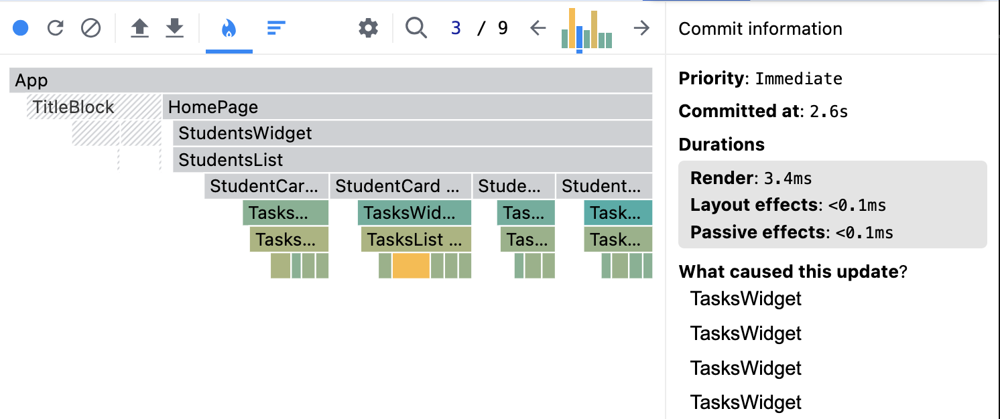 3 / 9
Commit information
App
TitleBlock
HomePage
StudentsWidget
StudentsList
StudentCar... StudentCard ... Stude... Student...
Tasks... TasksWid... Tas... Task...
Tasks... TasksList ... Tas... Task...
Priority: Immediate
Committed at: 2.6s
Durations
Render: 3.4ms
Layout effects: <0.1ms
Passive effects: <0.1ms
What caused this update?
TasksWidget
TasksWidget
TasksWidget
TasksWidget